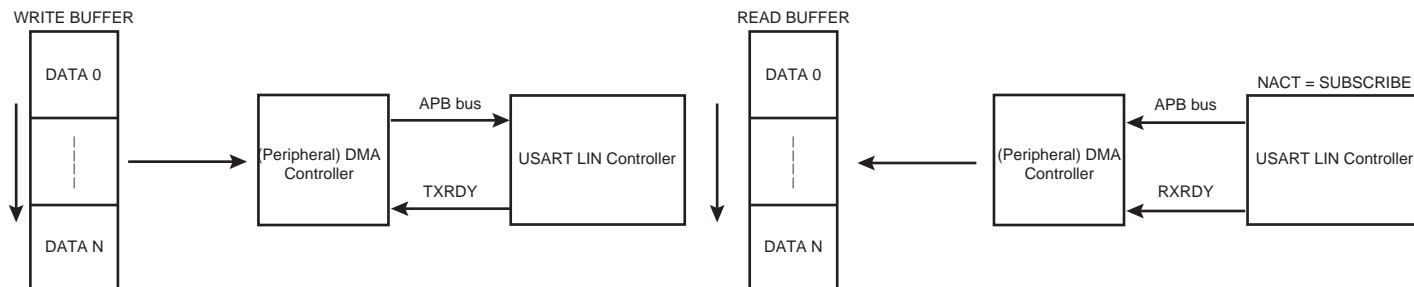 WRITE BUFFER
DATA 0
DATA N
(Peripheral) DMA
Controller
APB bus
TXRDY
USART LIN Controller
READ BUFFER
DATA 0
DATA N
(Peripheral) DMA
Controller
APB bus
RXRDY
NACT = SUBSCRIBE
USART LIN Controller